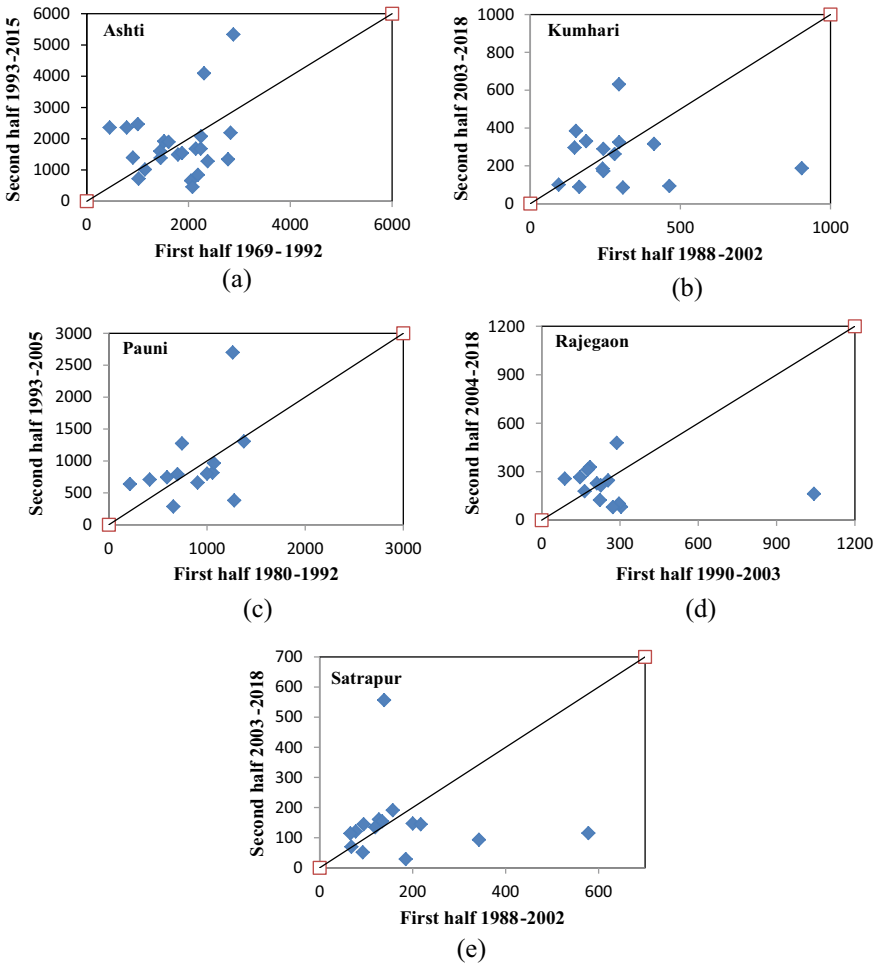 Ashti
Second half 1993-2015
6000
5000
4000
3000
2000
1000
0
0 2000 4000 6000
First half 1969-1992
(a)
Kumhari
Second half 2003-2018
1000
800
600
400
200
0
0 500 1000
First half 1988-2002
(b)
Pauni
Second half 1993-2005
3000
2500
2000
1500
1000
500
0
0 1000 2000 3000
First half 1980-1992
(c)
Rajegaon
Second half 2004-2018
1200
900
600
300
0
0 300 600 900 1200
First half 1990-2003
(d)
Satrapur
Second half 2003-2018
700
600
500
400
300
200
100
0
0 200 400 600
First half 1988-2002
(e)